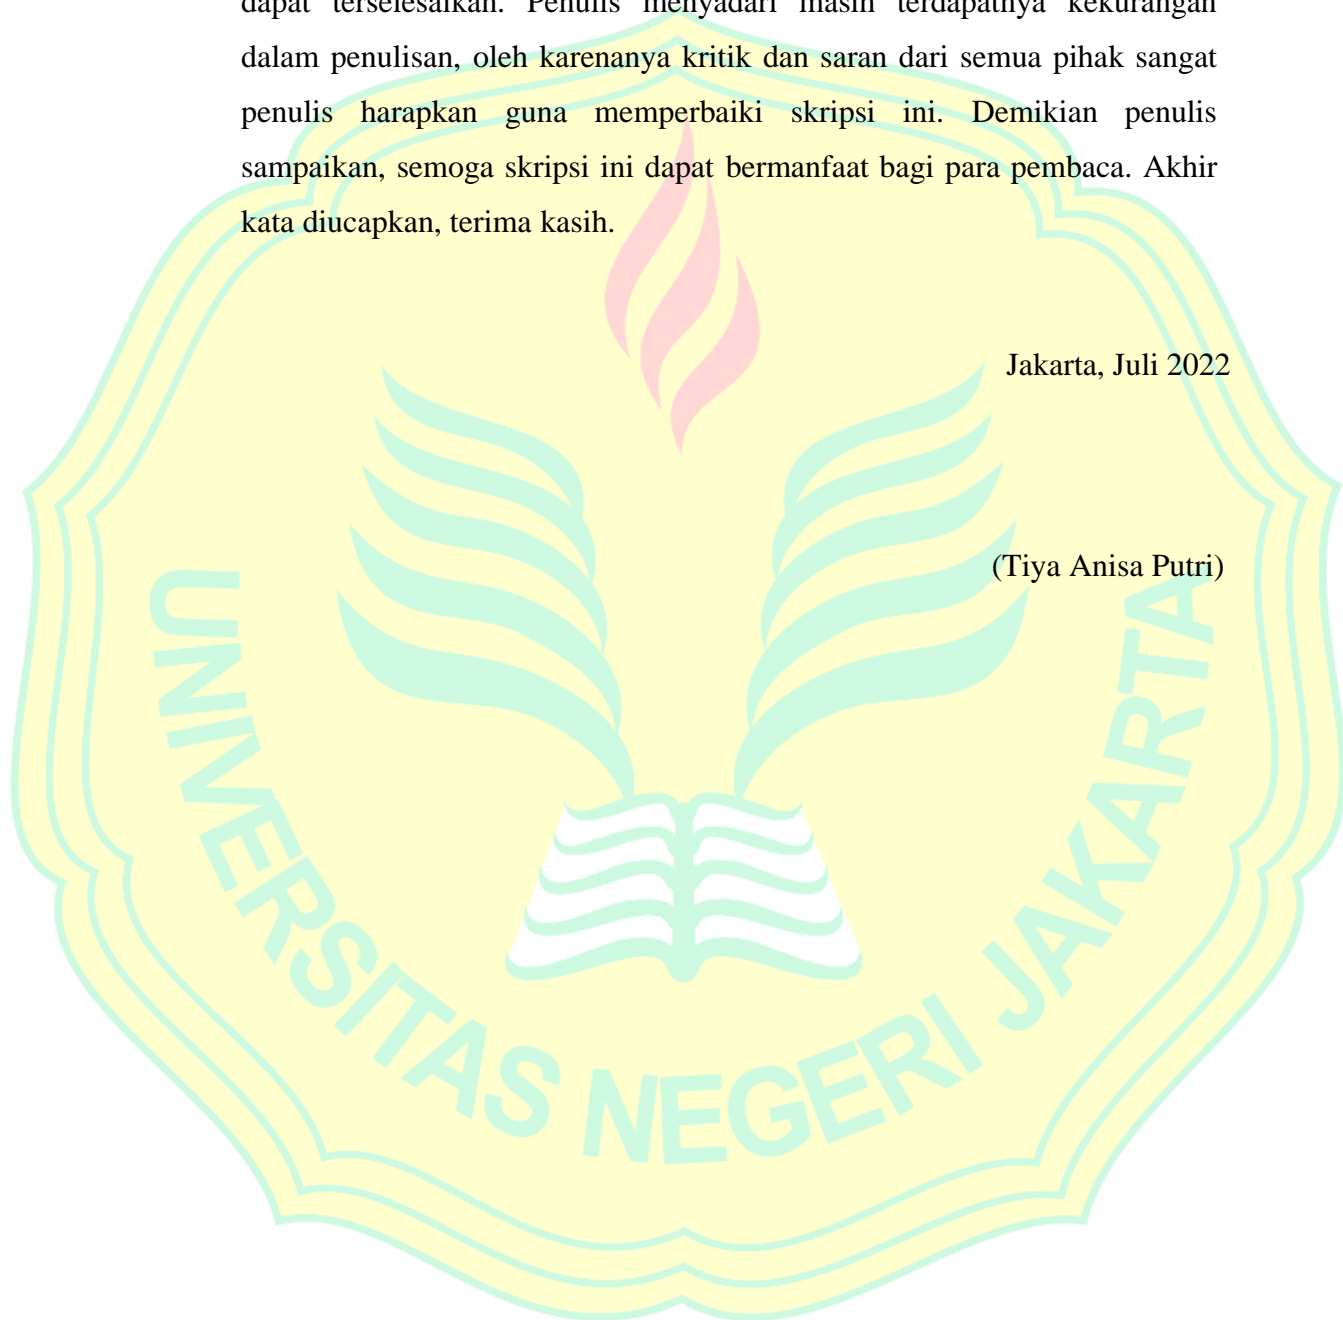 dapat terselesaikan. Penulis menyadari masih terdapatnya kekurangan
dalam penulisan, oleh karenanya kritik dan saran dari semua pihak sangat
penulis harapkan guna memperbaiki skripsi ini. Demikian penulis
sampaikan, semoga skripsi ini dapat bermanfaat bagi para pembaca. Akhir
kata diucapkan, terima kasih.
Jakarta, Juli 2022
(Tiya Anisa Putri)
UNIVERSITAS NEGERI JAKARTA